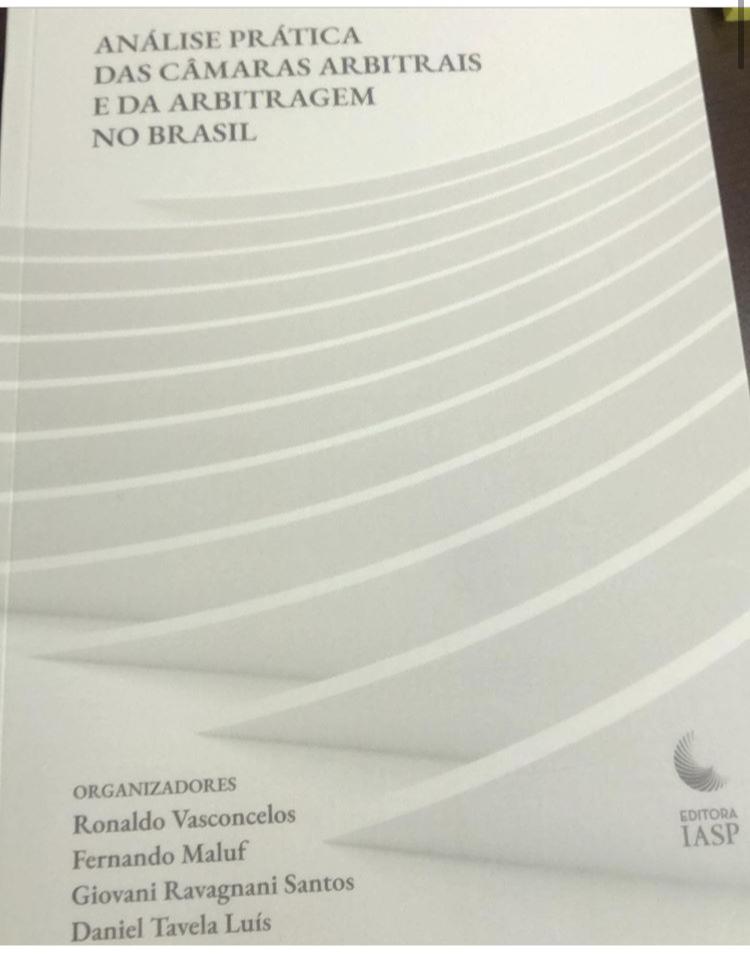 ANÁLISE PRÁTICA
DAS CÂMARAS ARBITRAIS
E DA ARBITRAGEM
NO BRASIL
ORGANIZADORES
Ronaldo Vasconcelos
Fernando Maluf
Giovani Ravagnani Santos
Daniel Tavela Luís
EDITORA
IASP